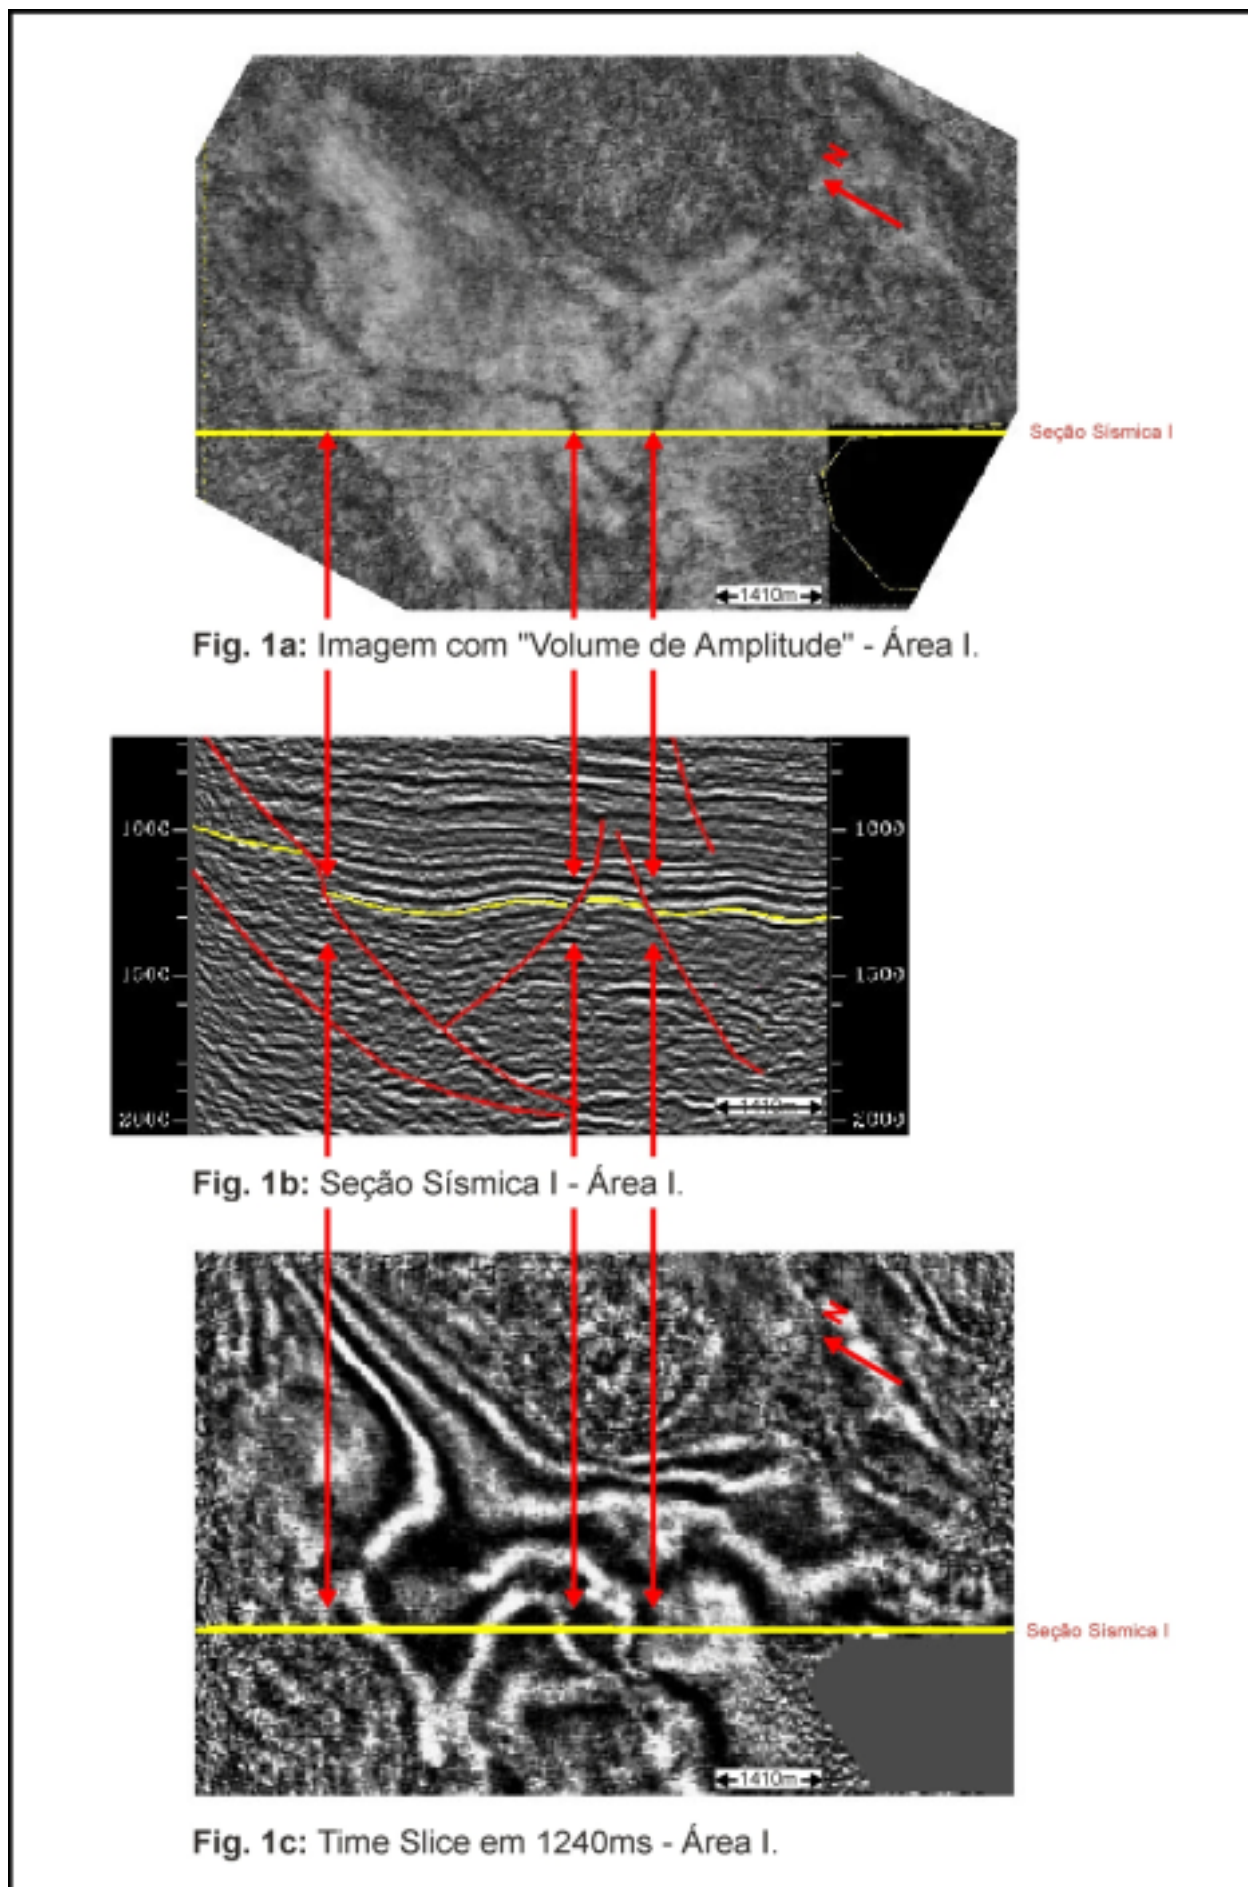 N
Seção Sísmica I
1410m
Fig. 1a: Imagem com "Volume de Amplitude" - Área I.
1000
1000
1500
1500
1410m
2000
2000
Fig. 1b: Seção Sísmica I - Área I.
N
Seção Sísmica I
1410m
Fig. 1c: Time Slice em 1240ms - Área I.